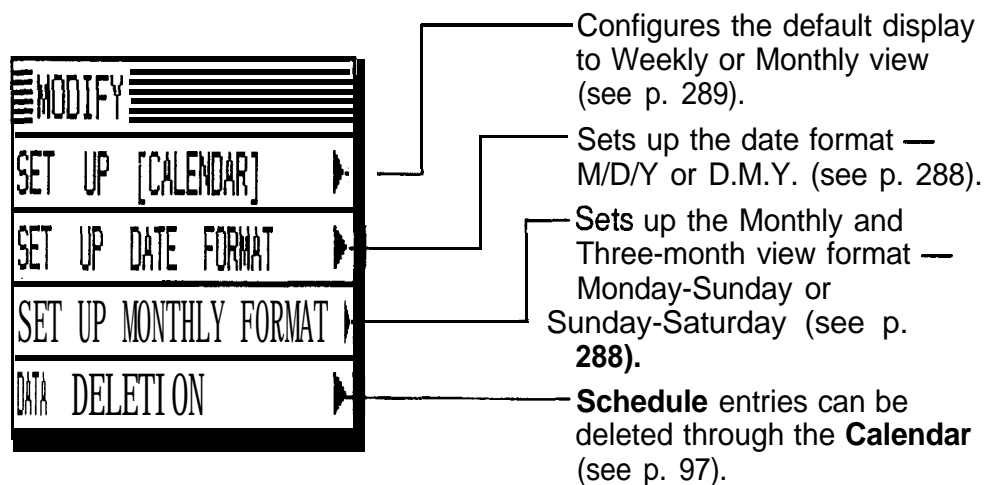 MODIFY
SET UP [CALENDAR]
SET UP DATE FORMAT
SET UP MONTHLY FORMAT
DATA DELETION
Configures the default display
to Weekly or Monthly view
(see p. 289).
Sets up the date format —
M/D/Y or D.M.Y. (see p. 288).
Sets up the Monthly and
Three-month view format —
Monday-Sunday or
Sunday-Saturday (see p.
288).
Schedule entries can be
deleted through the Calendar
(see p. 97).